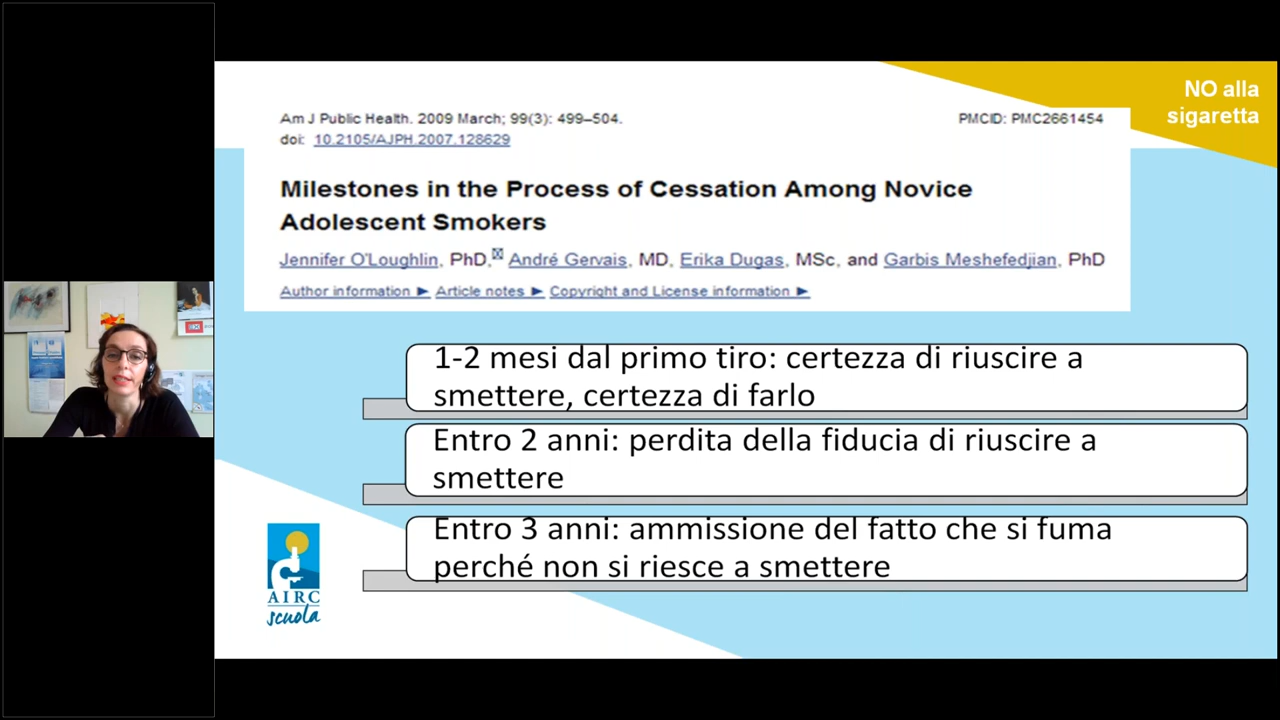 NO alla
sigaretta
Am J Public Health. 2009 March; 99(3): 499–504.
PMCID: PMC2661454
doi: 10.2105/AJPH.2007.128629
Milestones in the Process of Cessation Among Novice
Adolescent Smokers
Jennifer O'Loughlin, PhD, André Gervais, MD, Erika Dugas, MSc, and Garbis Meshefedjian, PhD
Author information ► Article notes ► Copyright and License information ►
1-2 mesi dal primo tiro: certezza di riuscire a
smettere, certezza di farlo
Entro 2 anni: perdita della fiducia di riuscire a
smettere
Entro 3 anni: ammissione del fatto che si fuma
perché non si riesce a smettere
AIRC
scuola